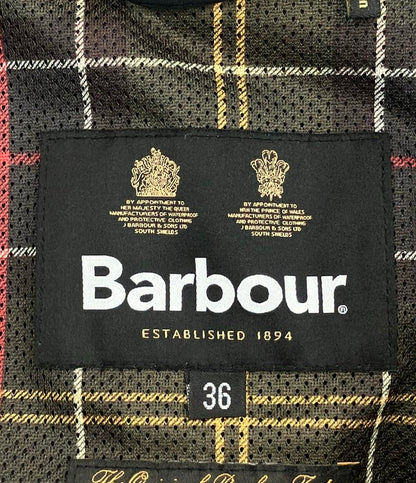 BY APPOINTMENT TO
HER MAJESTY THE QUEEN
MANUFACTURERS OF WATERPROOF
AND PROTECTIVE CLOTHING
J BARBOUR & SONS LTD
SOUTH SHIELDS
BY APPOINTMENT TO
HRH THE PRINCE OF WALES
MANUFACTURERS OF WATERPROOF
AND PROTECTIVE CLOTHING
J BARBOUR & SONS LTD
SOUTH SHIELDS
Barbour®
ESTABLISHED 1894
36
The Original